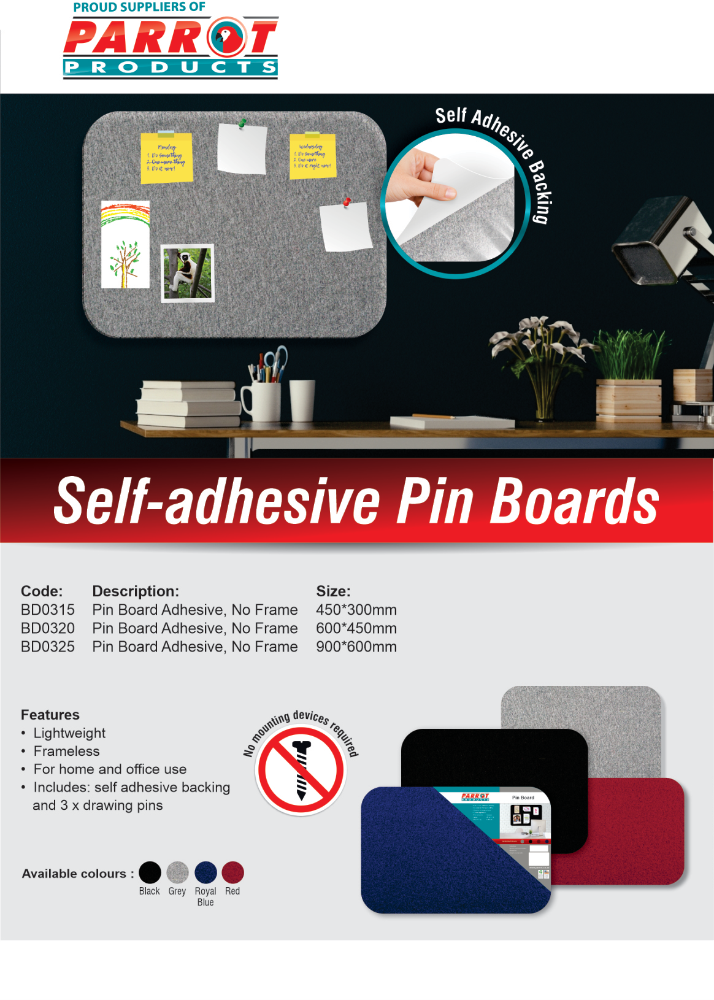 PROUD SUPPLIERS OF
PARROT
PRODUCTS
Self Adhesive Backing
Monday
1. Do something
2. One more thing
3. Do it now!
Wednesday
1. Do something
2. One more
3. Do it right now!
Self-adhesive Pin Boards
Code: Description: Size:
BD0315 Pin Board Adhesive, No Frame 450*300mm
BD0320 Pin Board Adhesive, No Frame 600*450mm
BD0325 Pin Board Adhesive, No Frame 900*600mm
Features
• Lightweight
• Frameless
• For home and office use
• Includes: self adhesive backing
and 3 x drawing pins
No mounting devices required
PARROT
PRODUCTS
Pin Board
Available colours :
Black Grey Royal Red
Blue